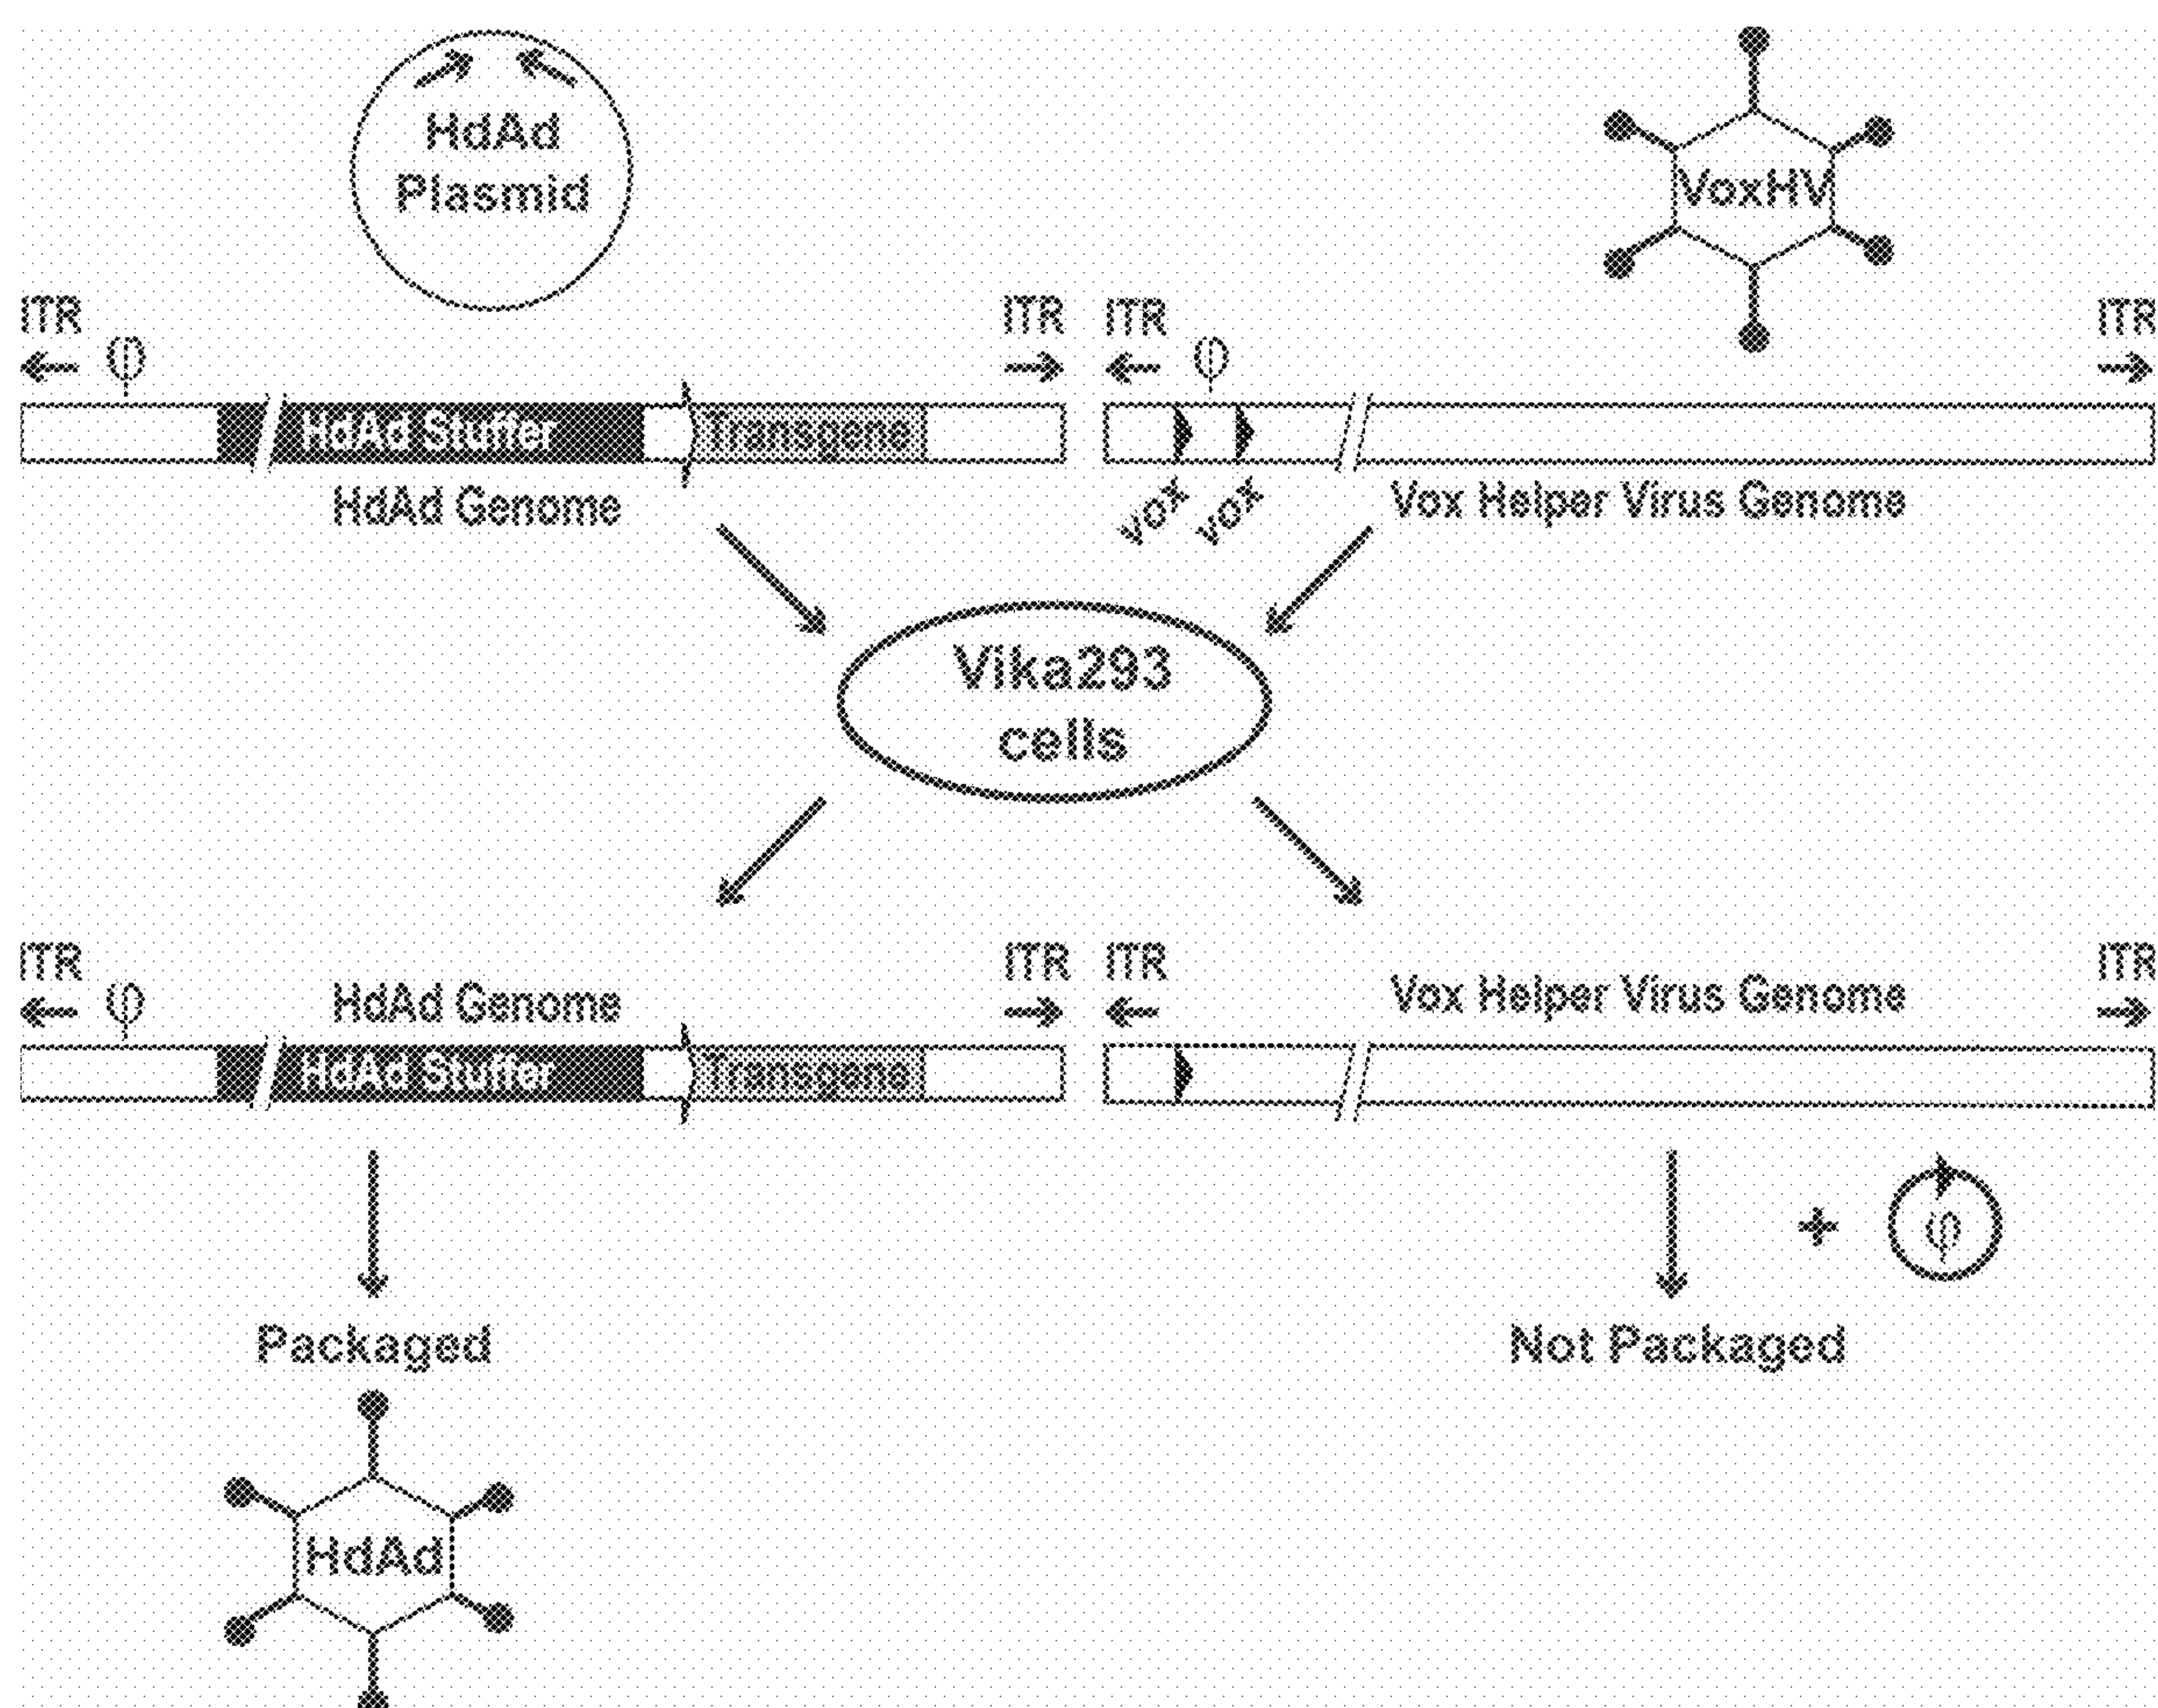 HdAd
Plasmid
VoxHV
ITR
φ
ITR
ITR
φ
ITR
HdAd Stuffer
Transgene
HdAd Genome
vox
vox
Vox Helper Virus Genome
Vika293
cells
ITR
φ
HdAd Genome
ITR
ITR
Vox Helper Virus Genome
ITR
HdAd Stuffer
Transgene
+
φ
Packaged
Not Packaged
HdAd